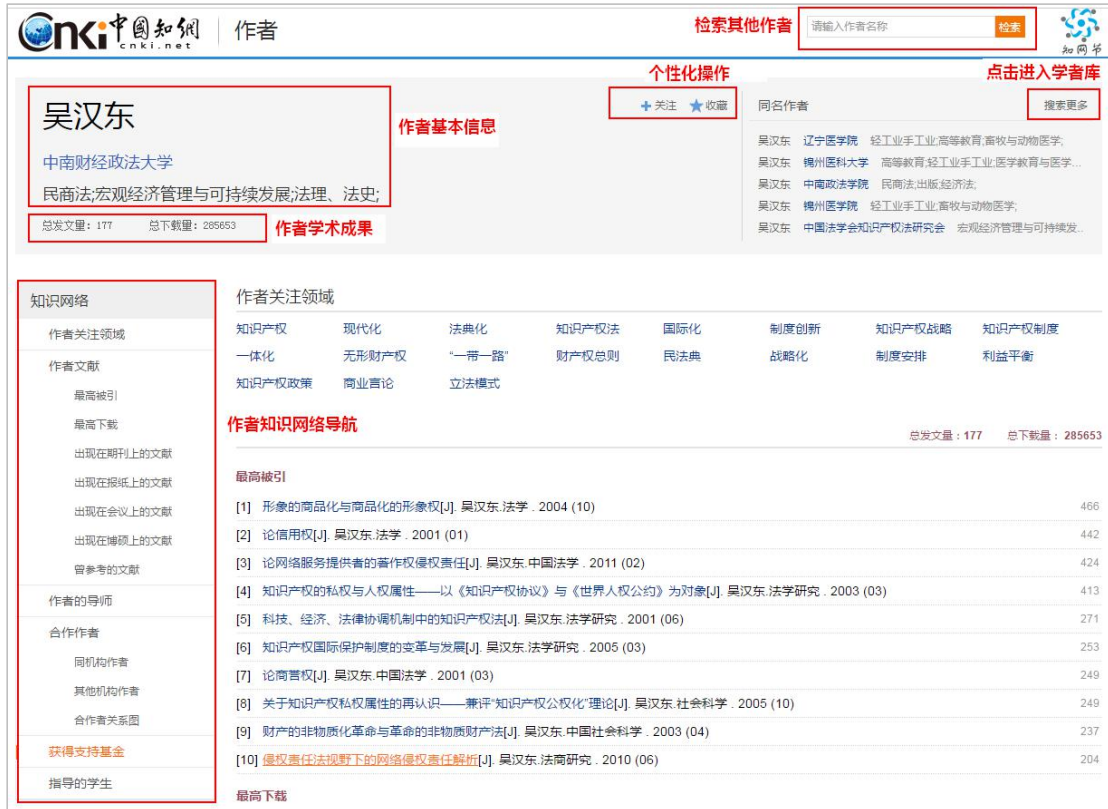 cnki中國知網 作者
cnki.net
检索其他作者 请输入作者名称 检索
知网节
个性化操作 点击进入学者库
吴汉东
作者基本信息
中南财经政法大学
民商法;宏观经济管理与可持续发展;法理、法史;
总发文量: 177 总下载量: 285653
作者学术成果
关注 收藏
同名作者 搜索更多
吴汉东 辽宁医学院 轻工业手工业;高等教育;畜牧与动物医学;
吴汉东 锦州医科大学 高等教育;轻工业手工业;医学教育与医学...
吴汉东 中南政法学院 民商法;出版;经济法;
吴汉东 锦州医学院 轻工业手工业;畜牧与动物医学;
吴汉东 中国法学会知识产权法研究会 宏观经济管理与可持续发..
知识网络
作者关注领域
作者文献
最高被引
最高下载
出现在期刊上的文献
出现在报纸上的文献
出现在会议上的文献
出现在博硕上的文献
曾参考的文献
作者的导师
合作作者
同机构作者
其他机构作者
合作者关系图
获得支持基金
指导的学生
作者关注领域
知识产权 现代化 法典化 知识产权法 国际化 制度创新 知识产权战略 知识产权制度
一体化 无形财产权 “一带一路” 财产权总则 民法典 战略化 制度安排 利益平衡
知识产权政策 商业言论 立法模式
作者知识网络导航
总发文量 : 177 总下载量 : 285653
最高被引
[1] 形象的商品化与商品化的形象权[J]. 吴汉东.法学 . 2004 (10) 466
[2] 论信用权[J]. 吴汉东.法学 . 2001 (01) 442
[3] 论网络服务提供者的著作权侵权责任[J]. 吴汉东.中国法学 . 2011 (02) 424
[4] 知识产权的私权与人权属性——以《知识产权协议》与《世界人权公约》为对象[J]. 吴汉东.法学研究 . 2003 (03) 413
[5] 科技、经济、法律协调机制中的知识产权法[J]. 吴汉东.法学研究 . 2001 (06) 271
[6] 知识产权国际保护制度的变革与发展[J]. 吴汉东.法学研究 . 2005 (03) 253
[7] 论商誉权[J]. 吴汉东.中国法学 . 2001 (03) 249
[8] 关于知识产权私权属性的再认识——兼评“知识产权公权化”理论[J]. 吴汉东.社会科学 . 2005 (10) 249
[9] 财产的非物质化革命与革命的非物质财产法[J]. 吴汉东.中国社会科学 . 2003 (04) 237
[10] 侵权责任法视野下的网络侵权责任解析[J]. 吴汉东.法商研究 . 2010 (06) 204
最高下载